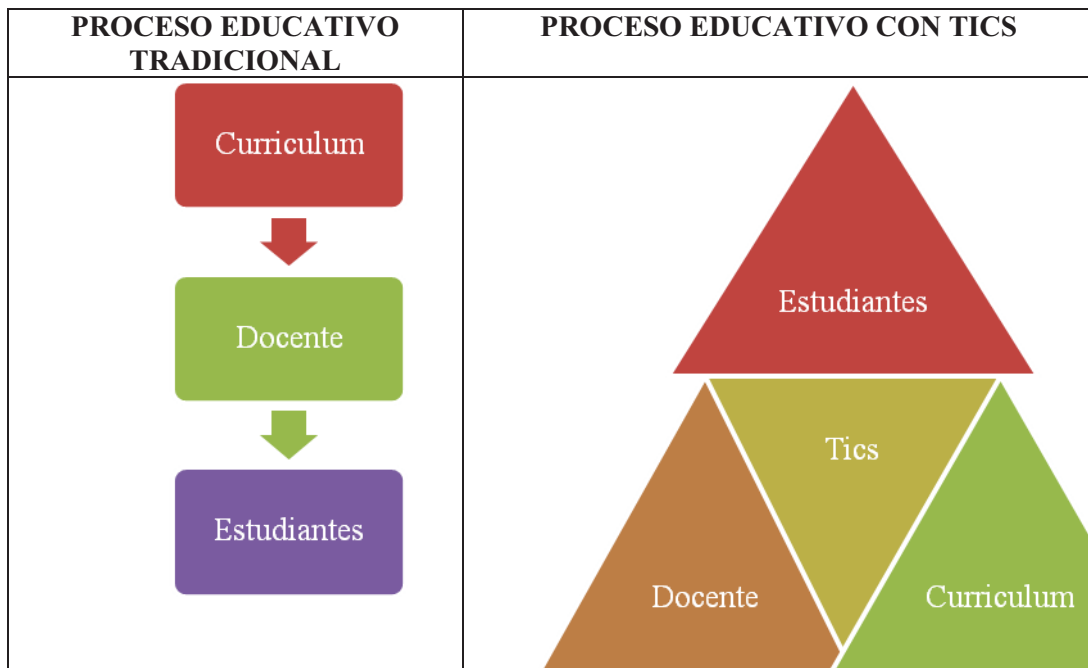 PROCESO EDUCATIVO
TRADICIONAL
PROCESO EDUCATIVO CON TICS
Curriculum
Docente
Estudiantes
Estudiantes
Tics
Docente
Curriculum